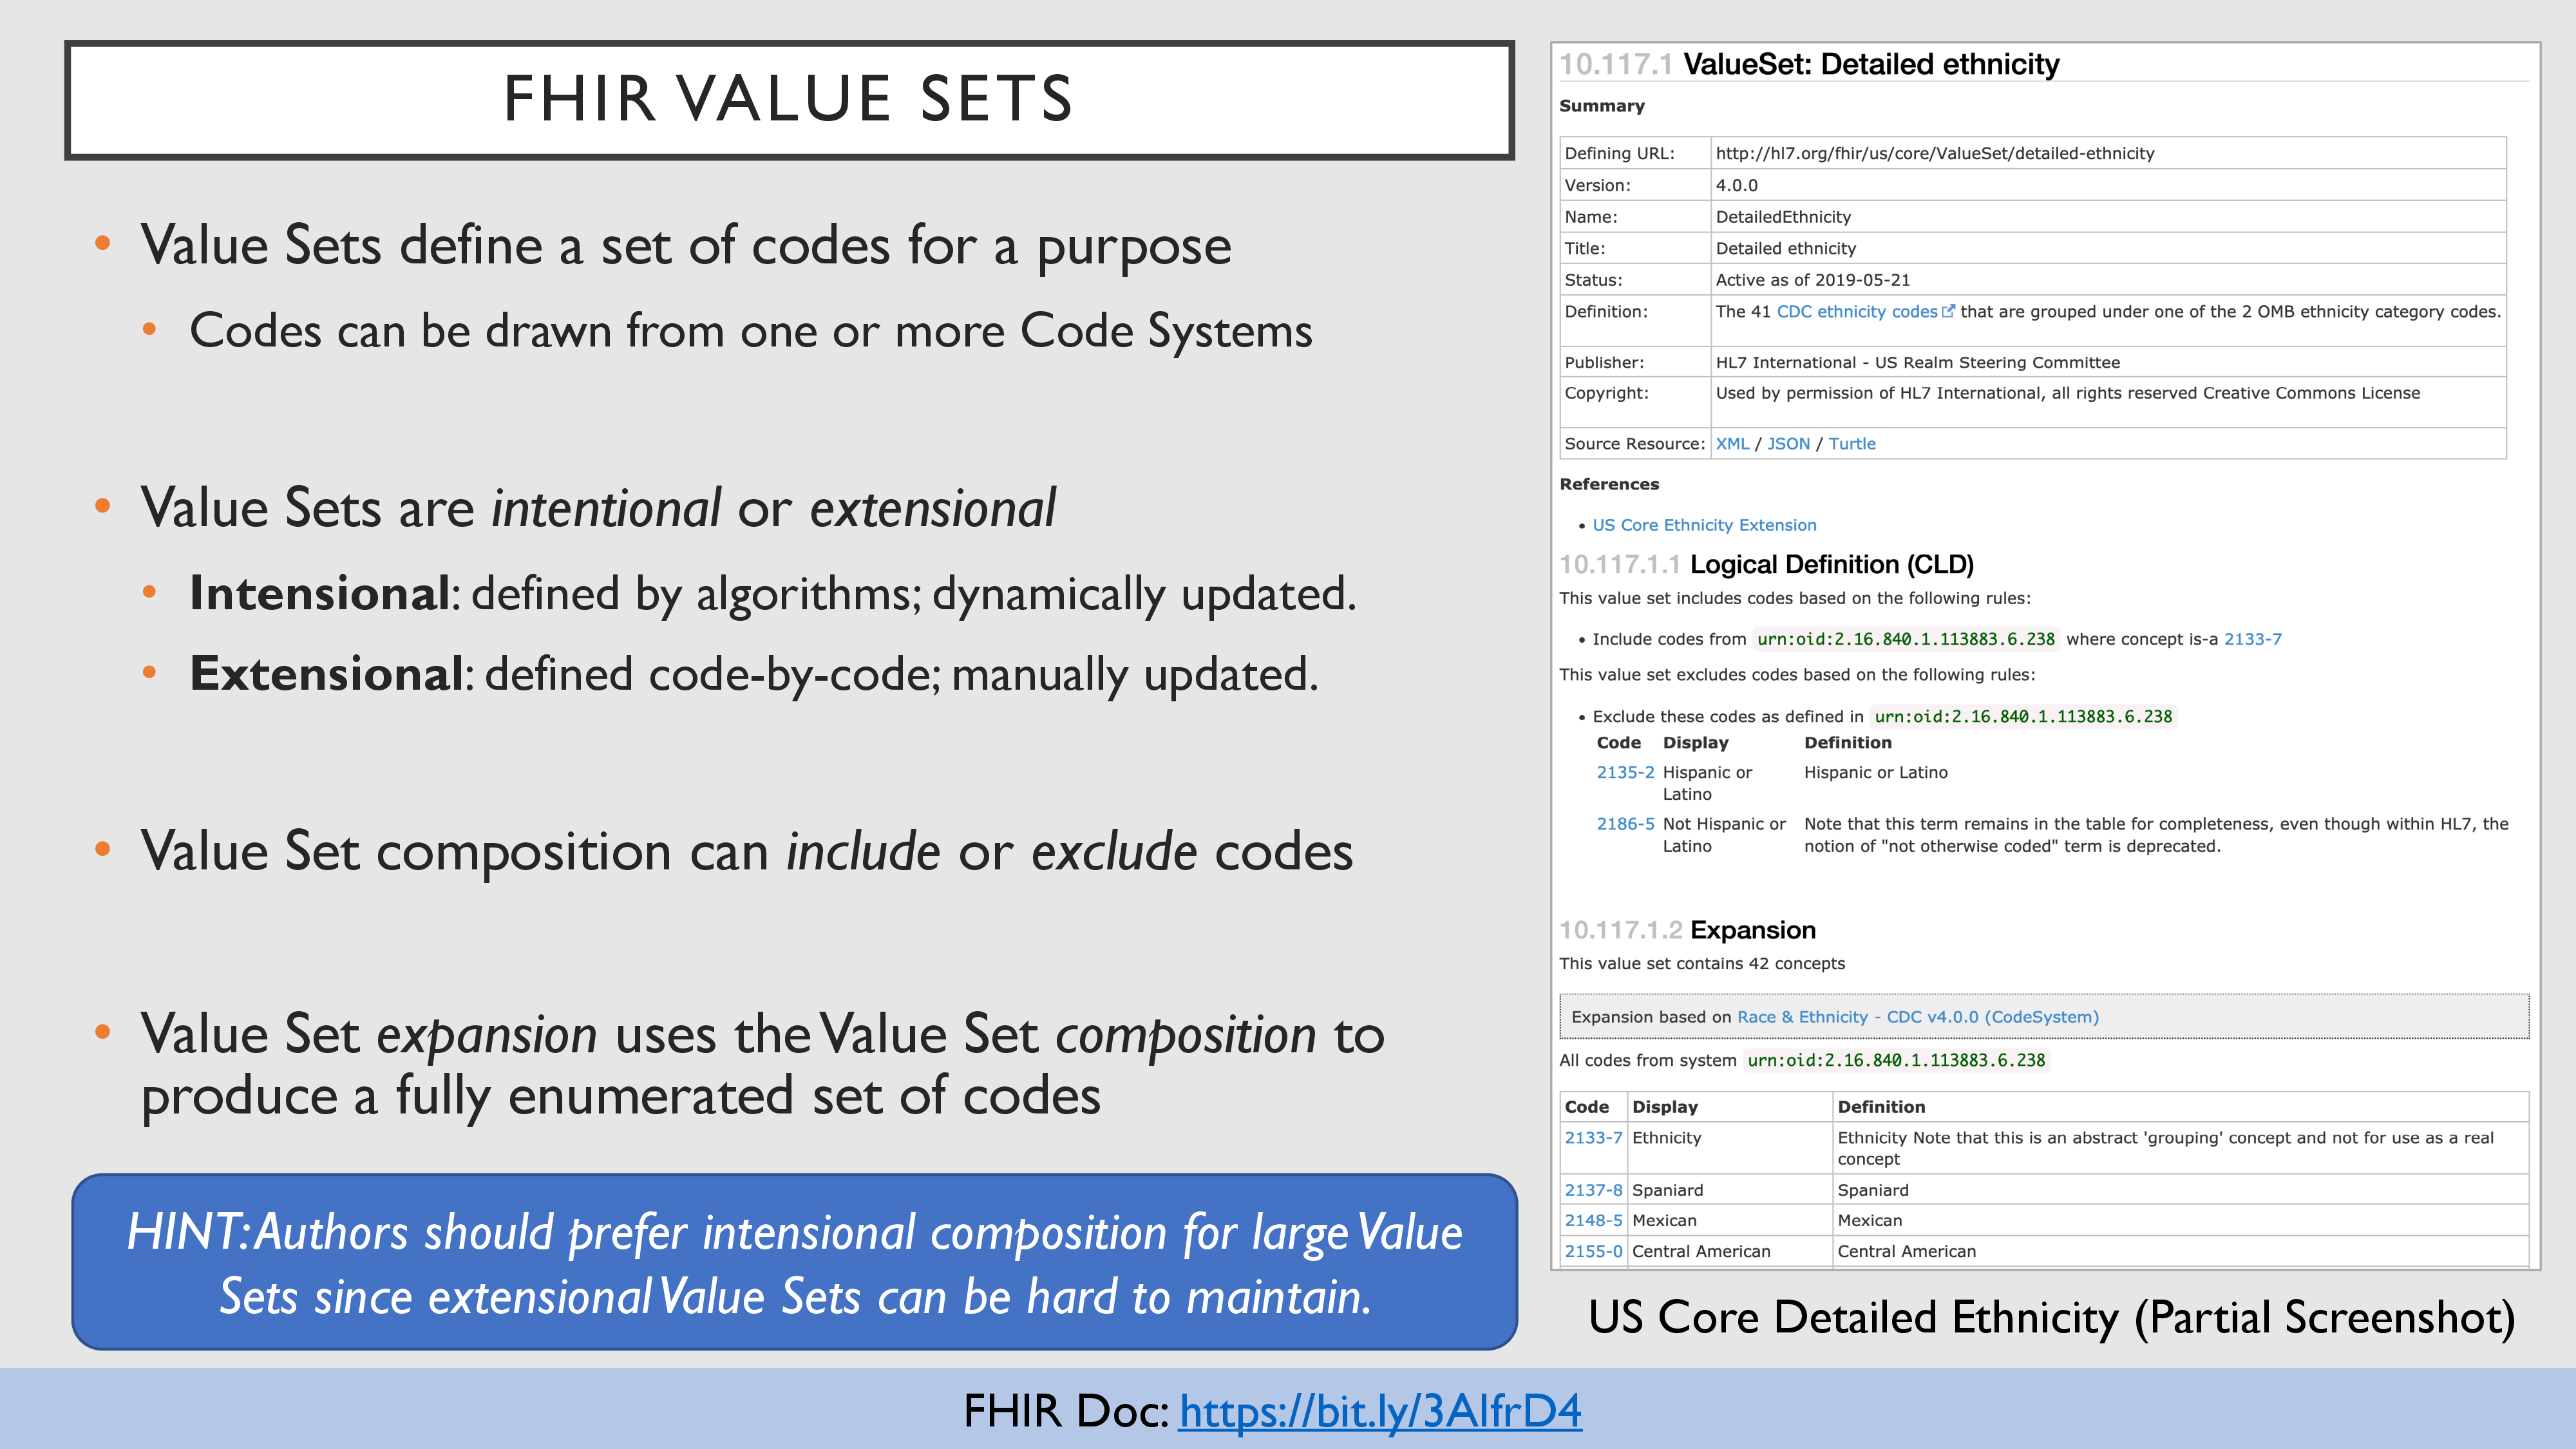 FHIR VALUE SETS
• Value Sets define a set of codes for a purpose
• Codes can be drawn from one or more Code Systems
• Value Sets are intentional or extensional
• Intensional: defined by algorithms; dynamically updated.
• Extensional: defined code-by-code; manually updated.
• Value Set composition can include or exclude codes
• Value Set expansion uses the Value Set composition to
produce a fully enumerated set of codes
HINT: Authors should prefer intensional composition for large Value
Sets since extensional Value Sets can be hard to maintain.
10.117.1 ValueSet: Detailed ethnicity
Summary
Defining URL: http://hl7.org/fhir/us/core/ValueSet/detailed-ethnicity
Version: 4.0.0
Name: DetailedEthnicity
Title: Detailed ethnicity
Status: Active as of 2019-05-21
Definition: The 41 CDC ethnicity codes that are grouped under one of the 2 OMB ethnicity category codes.
Publisher: HL7 International - US Realm Steering Committee
Copyright: Used by permission of HL7 International, all rights reserved Creative Commons License
Source Resource: XML / JSON / Turtle
References
• US Core Ethnicity Extension
10.117.1.1 Logical Definition (CLD)
This value set includes codes based on the following rules:
• Include codes from urn:oid:2.16.840.1.113883.6.238 where concept is-a 2133-7
This value set excludes codes based on the following rules:
• Exclude these codes as defined in urn:oid:2.16.840.1.113883.6.238
Code Display Definition
2135-2 Hispanic or Hispanic or Latino
Latino
2186-5 Not Hispanic or Note that this term remains in the table for completeness, even though within HL7, the
Latino notion of "not otherwise coded" term is deprecated.
10.117.1.2 Expansion
This value set contains 42 concepts
Expansion based on Race & Ethnicity - CDC v4.0.0 (CodeSystem)
All codes from system urn:oid:2.16.840.1.113883.6.238
Code Display Definition
2133-7 Ethnicity Ethnicity Note that this is an abstract 'grouping' concept and not for use as a real
concept
2137-8 Spaniard Spaniard
2148-5 Mexican Mexican
2155-0 Central American Central American
US Core Detailed Ethnicity (Partial Screenshot)
FHIR Doc: https://bit.ly/3AlfrD4